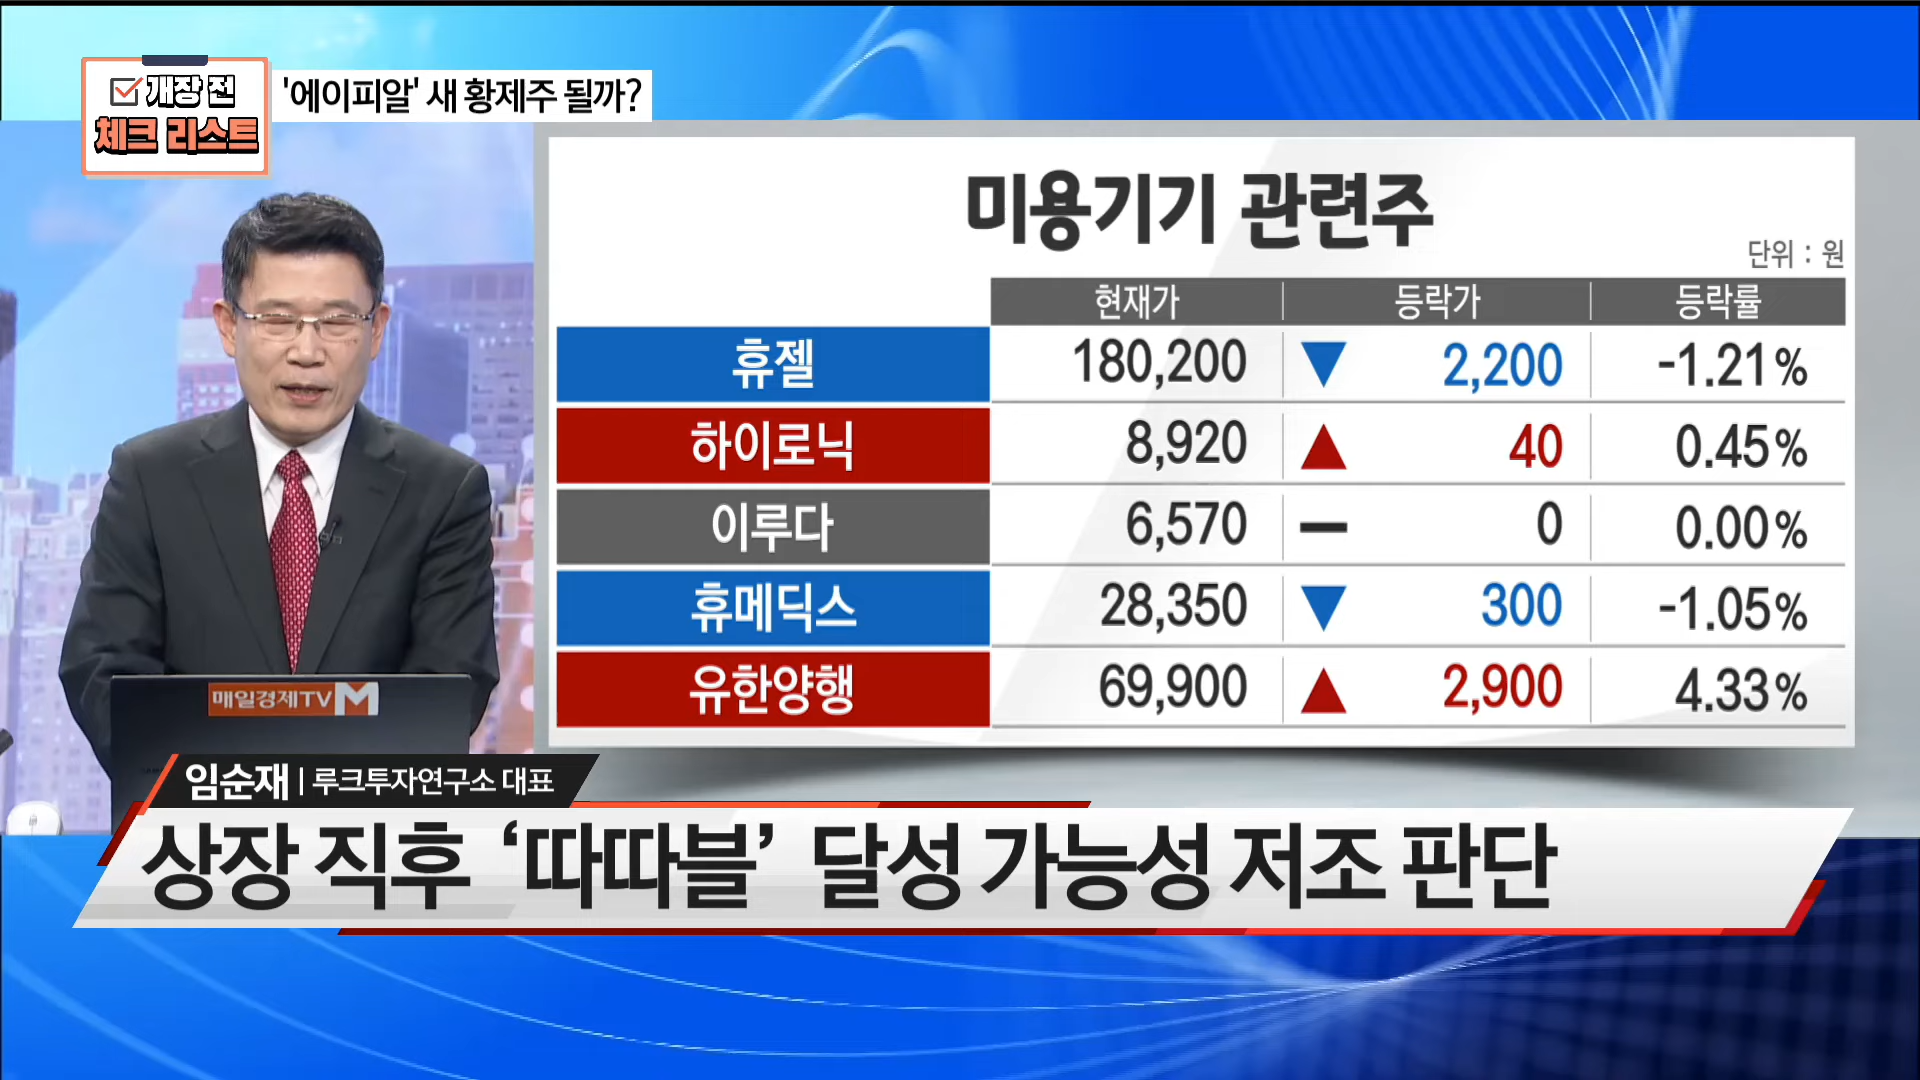 개장 전
체크 리스트
'에이피알' 새 황제주 될까?
미용기기 관련주
단위 : 원
현재가 등락가 등락률
휴젤 180,200 ▼ 2,200 -1.21%
하이로닉 8,920 ▲ 40 0.45%
이루다 6,570 – 0 0.00%
휴메딕스 28,350 ▼ 300 -1.05%
유한양행 69,900 ▲ 2,900 4.33%
매일경제TV M
임순재 | 루크투자연구소 대표
상장 직후 ‘따따블’ 달성 가능성 저조 판단